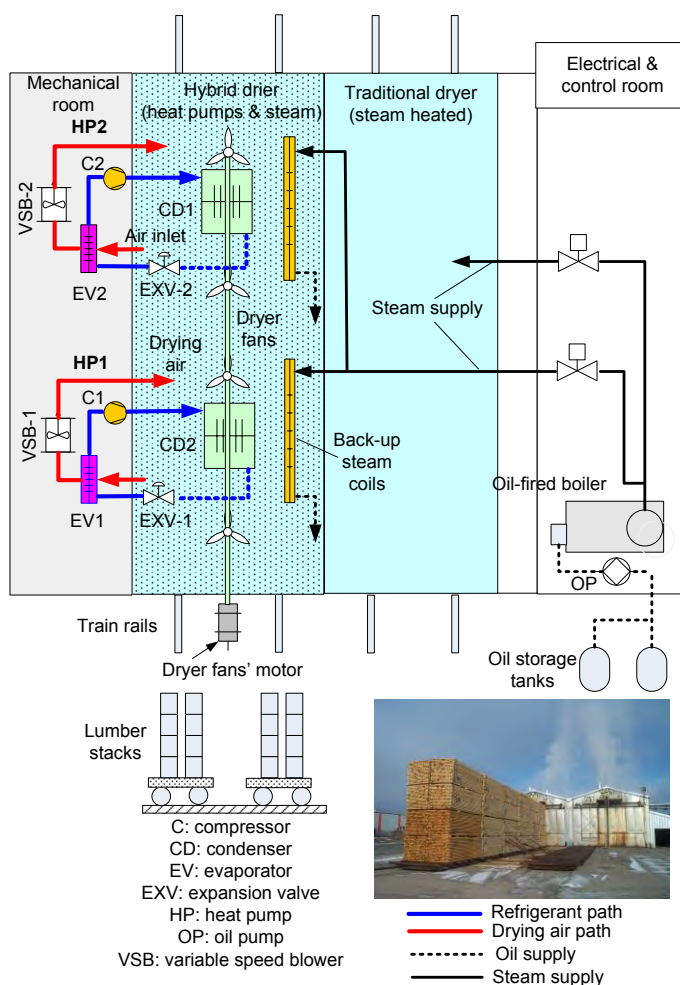 Electrical &
control room
Mechanical
room
Hybrid drier
(heat pumps & steam)
Traditional dryer
(steam heated)
HP2
C2
VSB-2
CD1
Air inlet
EV2
EXV-2
Steam supply
Dryer
fans
Drying
air
HP1
C1
VSB-1
CD2
Back-up
steam
coils
EV1
EXV-1
Oil-fired boiler
OP
Train rails
Dryer fans' motor
Oil storage
tanks
Lumber
stacks
C: compressor
CD: condenser
EV: evaporator
EXV: expansion valve
HP: heat pump
OP: oil pump
VSB: variable speed blower
Refrigerant path
Drying air path
Oil supply
Steam supply